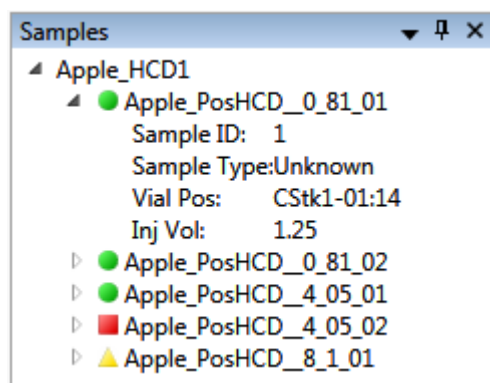 Samples
Apple_HCD1
Apple_PosHCD__0_81_01
Sample ID: 1
Sample Type:Unknown
Vial Pos: CStk1-01:14
Inj Vol: 1.25
Apple_PosHCD__0_81_02
Apple_PosHCD__4_05_01
Apple_PosHCD__4_05_02
Apple_PosHCD__8_1_01